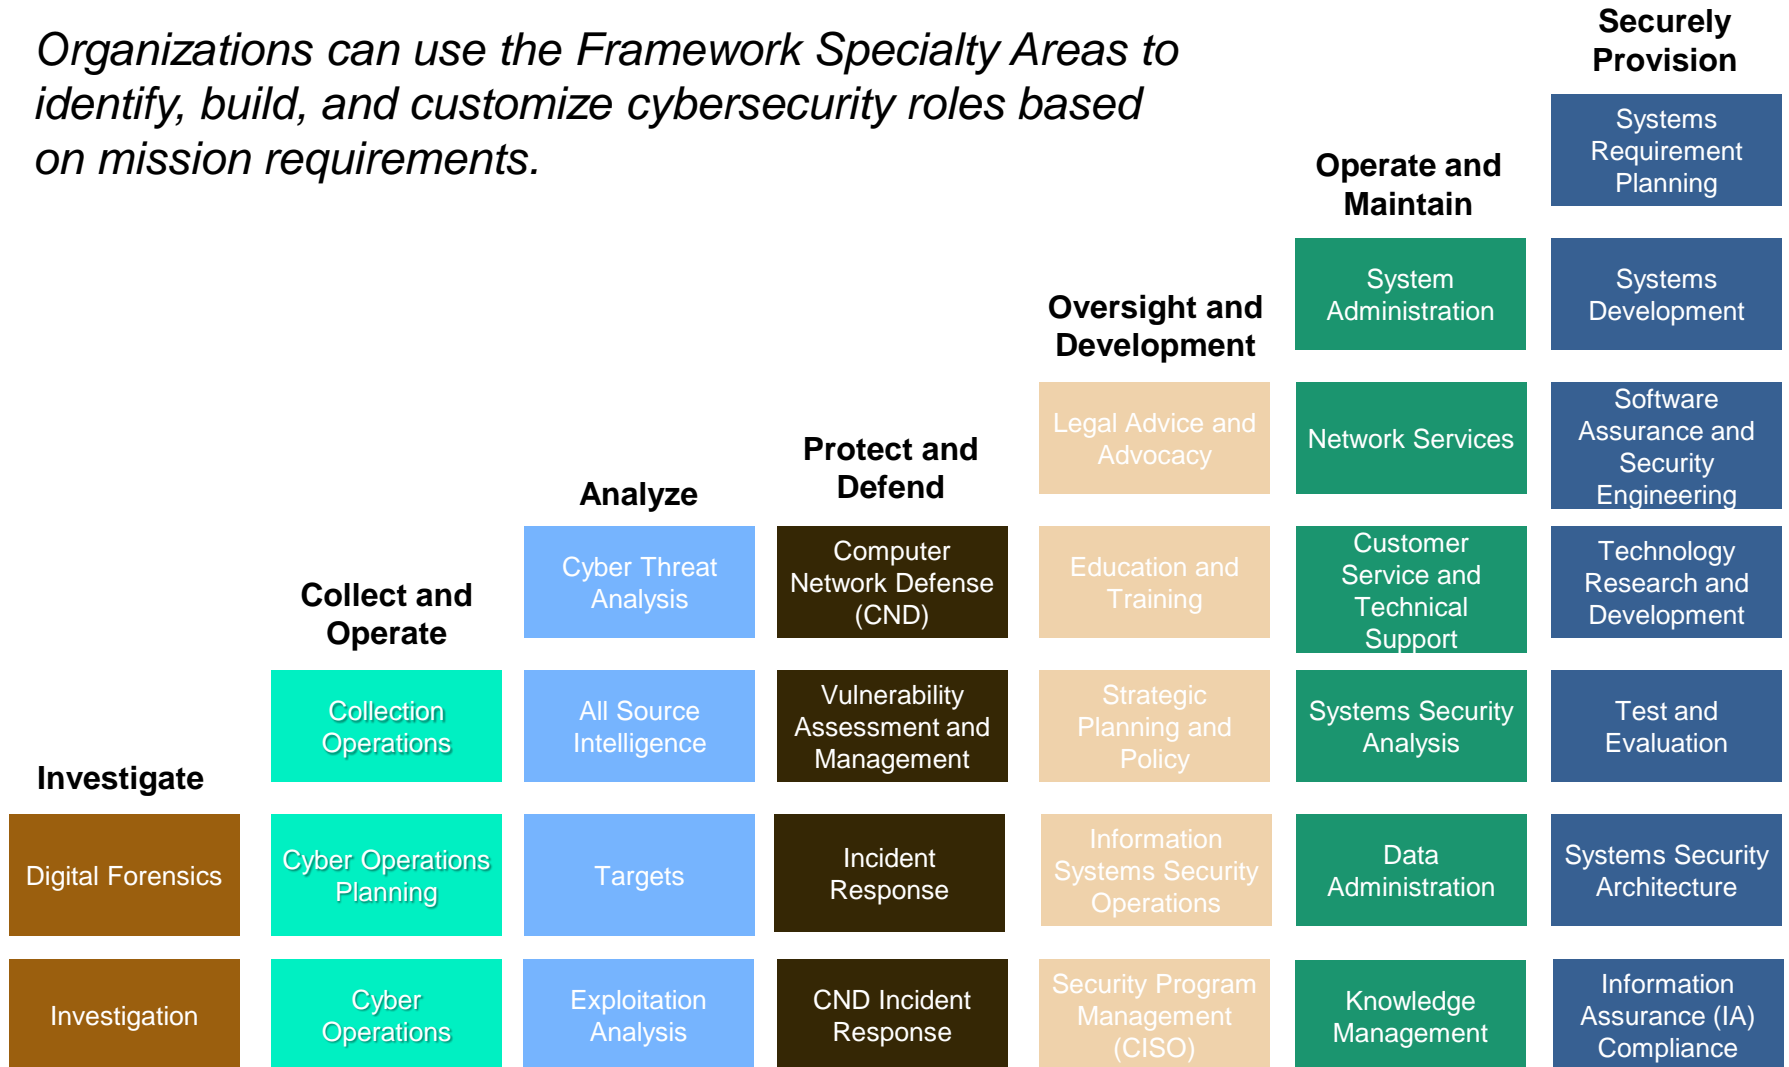 Organizations can use the Framework Specialty Areas to
identify, build, and customize cybersecurity roles based
on mission requirements.
Investigate
Digital Forensics
Investigation
Collect and
Operate
Collection
Operations
Cyber Operations
Planning
Cyber
Operations
Analyze
Cyber Threat
Analysis
All Source
Intelligence
Targets
Exploitation
Analysis
Protect and
Defend
Computer
Network Defense
(CND)
Vulnerability
Assessment and
Management
Incident
Response
CND Incident
Response
Oversight and
Development
Legal Advice and
Advocacy
Education and
Training
Strategic
Planning and
Policy
Information
Systems Security
Operations
Security Program
Management
(CISO)
Operate and
Maintain
System
Administration
Network Services
Customer
Service and
Technical
Support
Systems Security
Analysis
Data
Administration
Knowledge
Management
Securely
Provision
Systems
Requirement
Planning
Systems
Development
Software
Assurance and
Security
Engineering
Technology
Research and
Development
Test and
Evaluation
Systems Security
Architecture
Information
Assurance (IA)
Compliance